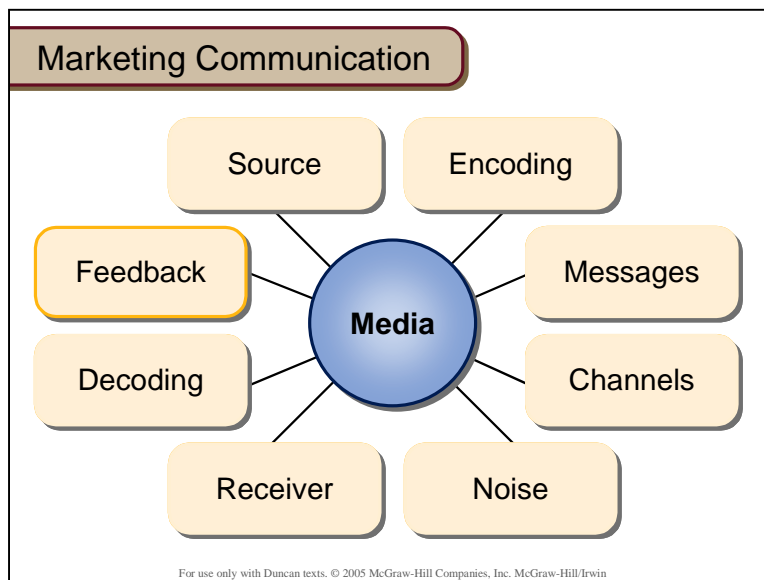 Marketing Communication
Source
Encoding
Feedback
Messages
Media
Decoding
Channels
Receiver
Noise
For use only with Duncan texts. © 2005 McGraw-Hill Companies, Inc. McGraw-Hill/Irwin